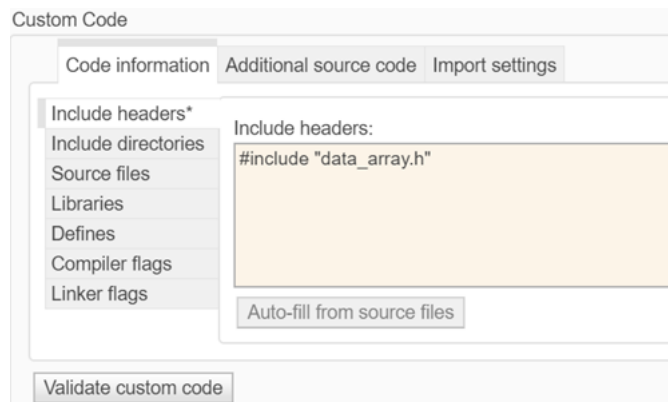 Custom Code
Code information Additional source code Import settings
Include headers*
Include directories
Source files
Libraries
Defines
Compiler flags
Linker flags
Include headers:
#include "data_array.h"
Auto-fill from source files
Validate custom code